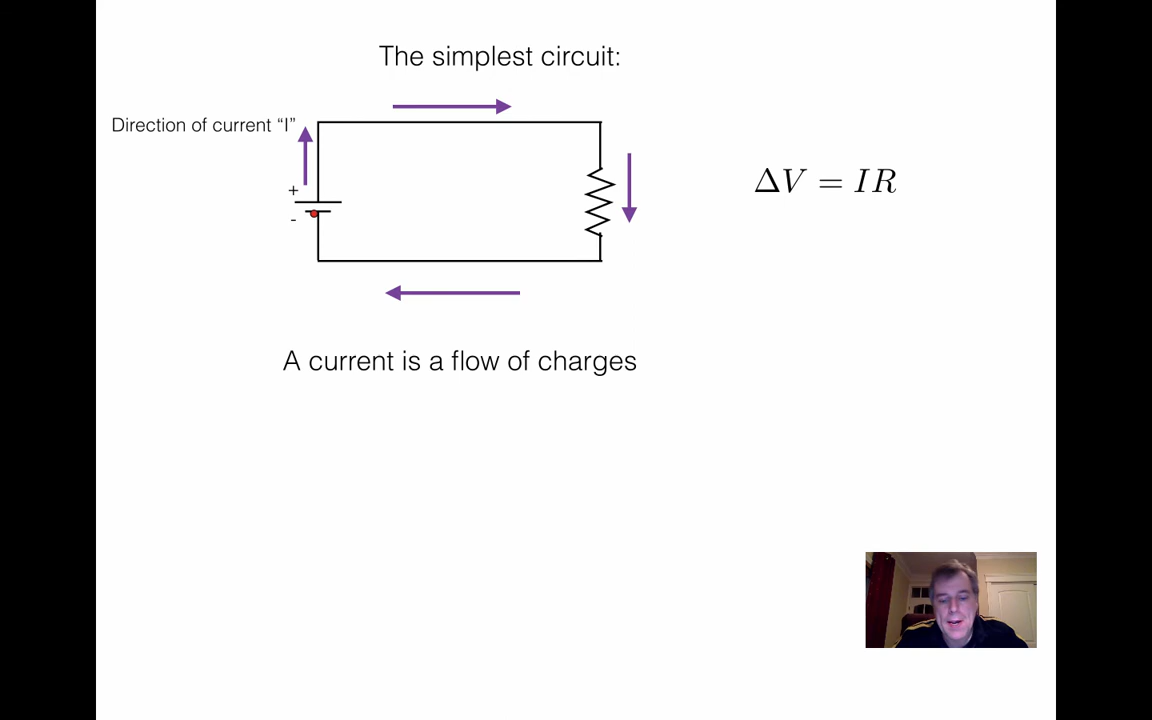 The simplest circuit:
Direction of current “I”
+
-
ΔV = IR
A current is a flow of charges